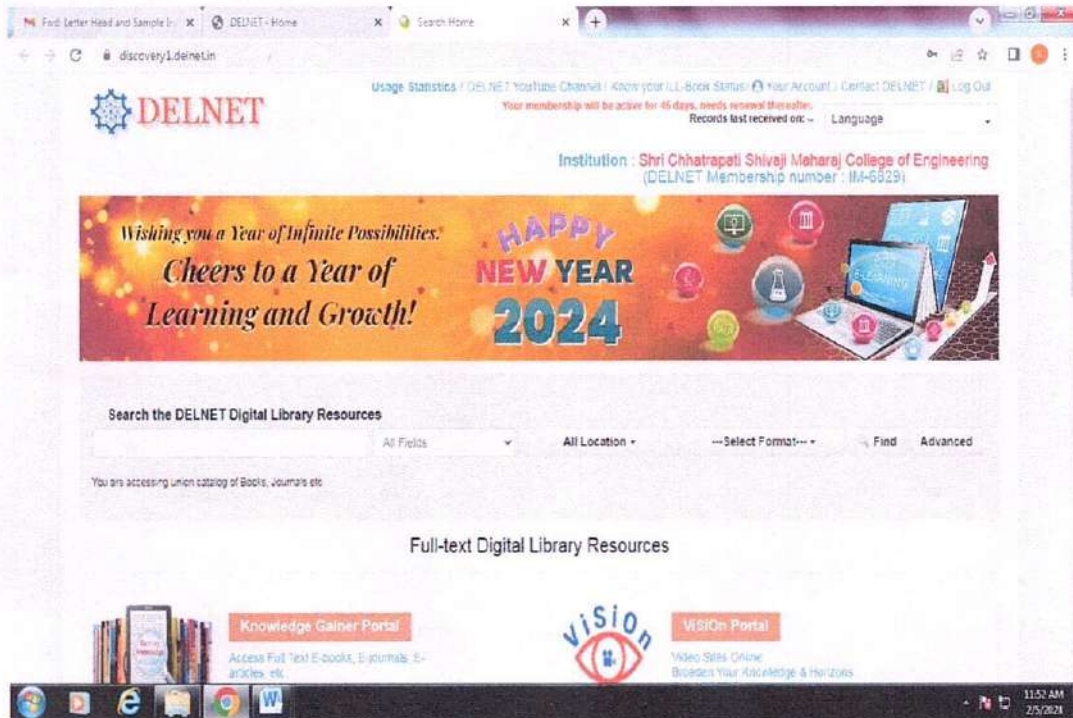 Fwd: Letter Head and Sample In
DELNET - Home
Search Home
discovery1.delnet.in
DELNET
Usage Statistics / DELNET YouTube Channel / Know your ILL-Book Status / Your Account / Contact DELNET / Log Out
Your membership will be active for 45 days, needs renewal thereafter.
Records last received on: -- Language
Institution : Shri Chhatrapati Shivaji Maharaj College of Engineering
(DELNET Membership number : IM-6829)
Wishing you a Year of Infinite Possibilities.
Cheers to a Year of
Learning and Growth!
HAPPY
NEW YEAR
2024
E-LEARNING
Search the DELNET Digital Library Resources
All Fields All Location ---Select Format--- Find Advanced
You are accessing union catalog of Books, Journals etc
Full-text Digital Library Resources
Knowledge Gainer Portal
Access Full Text E-books, E-journals, E-
articles, etc.
ViSiOn
ViSiOn Portal
Video Sites Online
Broaden Your Knowledge & Horizons
11:52 AM
2/5/2024